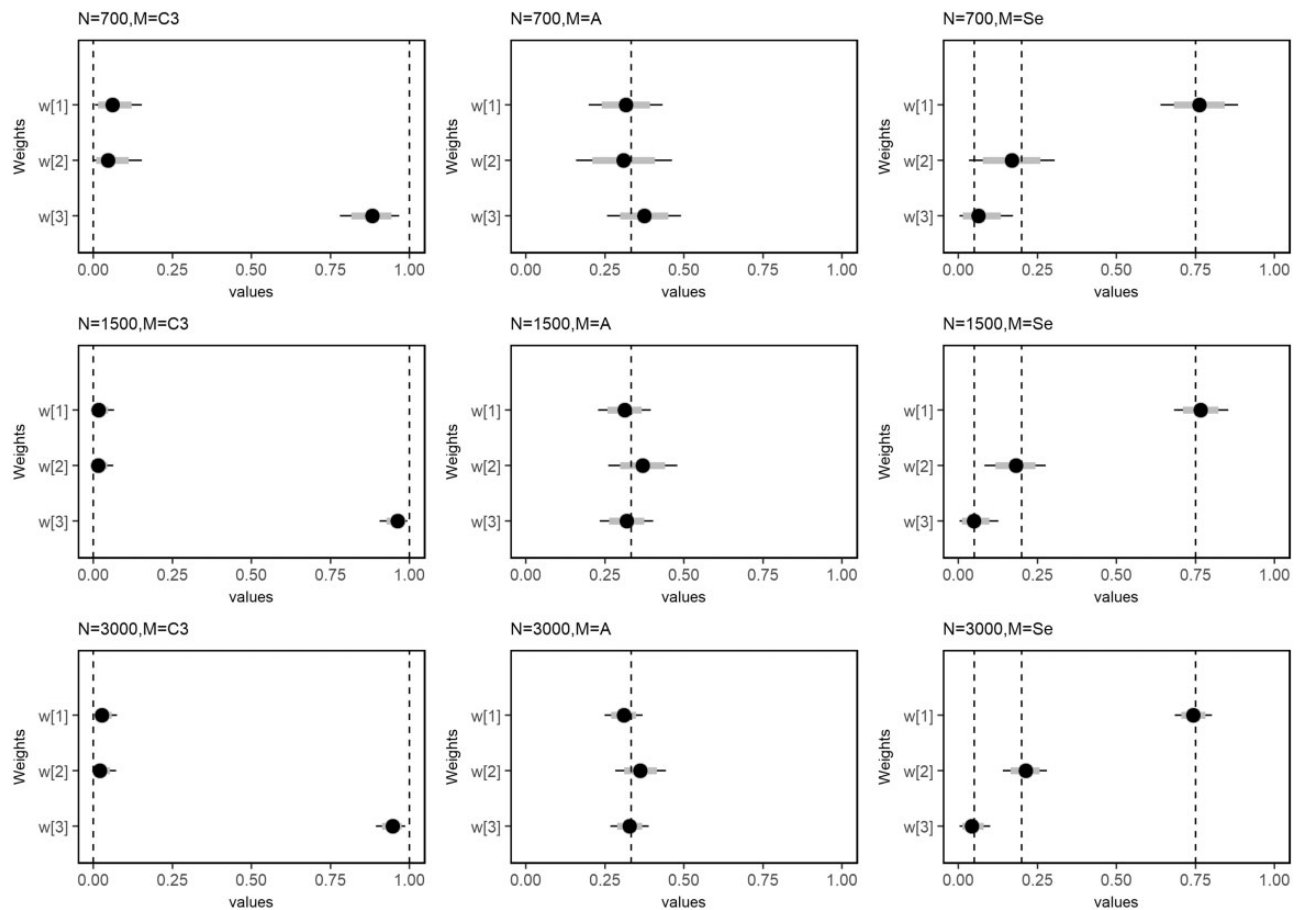 N=700,M=C3
N=700,M=A
N=700,M=Se
Weights
w[1]
w[2]
w[3]
0.00 0.25 0.50 0.75 1.00
values
Weights
w[1]
w[2]
w[3]
0.00 0.25 0.50 0.75 1.00
values
Weights
w[1]
w[2]
w[3]
0.00 0.25 0.50 0.75 1.00
values
N=1500,M=C3
N=1500,M=A
N=1500,M=Se
Weights
w[1]
w[2]
w[3]
0.00 0.25 0.50 0.75 1.00
values
Weights
w[1]
w[2]
w[3]
0.00 0.25 0.50 0.75 1.00
values
Weights
w[1]
w[2]
w[3]
0.00 0.25 0.50 0.75 1.00
values
N=3000,M=C3
N=3000,M=A
N=3000,M=Se
Weights
w[1]
w[2]
w[3]
0.00 0.25 0.50 0.75 1.00
values
Weights
w[1]
w[2]
w[3]
0.00 0.25 0.50 0.75 1.00
values
Weights
w[1]
w[2]
w[3]
0.00 0.25 0.50 0.75 1.00
values